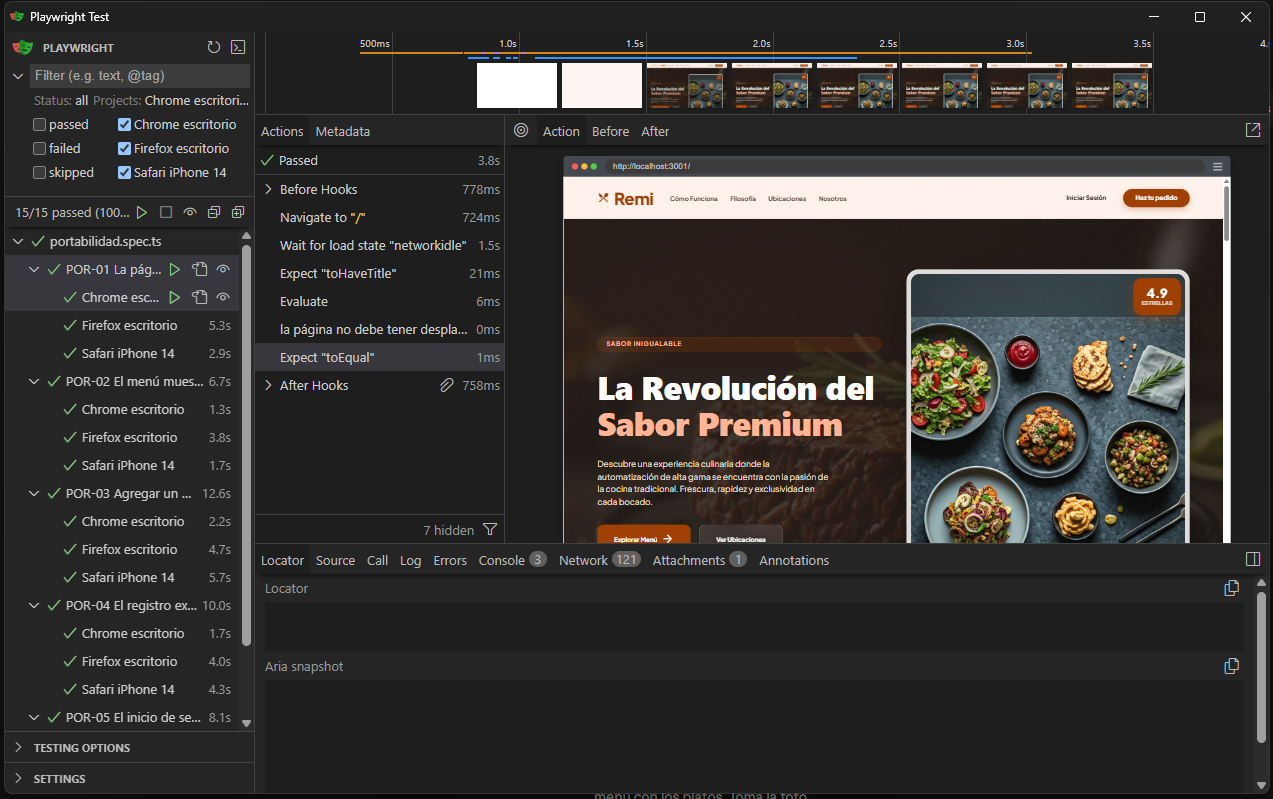 Playwright Test
PLAYWRIGHT
Filter (e.g. text, @tag)
Status: all Projects: Chrome escritori...
passed
Chrome escritorio
failed
Firefox escritorio
skipped
Safari iPhone 14
15/15 passed (100...
portabilidad.spec.ts
POR-01 La pág...
Chrome esc...
Firefox escritorio 5.3s
Safari iPhone 14 2.9s
POR-02 El menú mues... 6.7s
Chrome escritorio 1.3s
Firefox escritorio 3.8s
Safari iPhone 14 1.7s
POR-03 Agregar un ... 12.6s
Chrome escritorio 2.2s
Firefox escritorio 4.7s
Safari iPhone 14 5.7s
POR-04 El registro ex... 10.0s
Chrome escritorio 1.7s
Firefox escritorio 4.0s
Safari iPhone 14 4.3s
POR-05 El inicio de se... 8.1s
TESTING OPTIONS
SETTINGS
500ms 1.0s 1.5s 2.0s 2.5s 3.0s 3.5s 4.
Actions Metadata
Passed 3.8s
Before Hooks 778ms
Navigate to "/" 724ms
Wait for load state "networkidle" 1.5s
Expect "toHaveTitle" 21ms
Evaluate 6ms
la página no debe tener despla... 0ms
Expect "toEqual" 1ms
After Hooks 758ms
7 hidden
Action Before After
http://localhost:3001/
Remi
Cómo Funciona Filosofía Ubicaciones Nosotros
Iniciar Sesión
Haz tu pedido
4.9
ESTRELLAS
SABOR INIGUALABLE
La Revolución del
Sabor Premium
Descubre una experiencia culinaria donde la
automatización de alta gama se encuentra con la pasión de
la cocina tradicional. Frescura, rapidez y exclusividad en
cada bocado.
Explorar Menú
Ver Ubicaciones
Locator Source Call Log Errors Console 3 Network 121 Attachments 1 Annotations
Locator
Aria snapshot